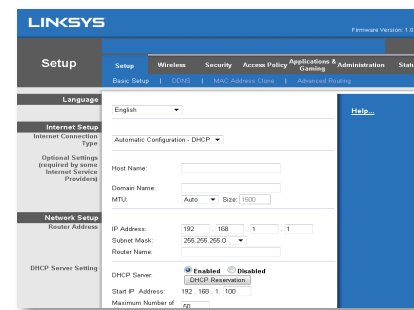 LINKSYS
Firmware Version: 1.0
Setup
Setup Wireless Security Access Policy Applications & Gaming Administration Statu
Basic Setup | DDNS | MAC Address Clone | Advanced Routing
Language
English
Help...
Internet Setup
Internet Connection
Type
Automatic Configuration - DHCP
Optional Settings
(required by some
Internet Service
Providers)
Host Name:
Domain Name:
MTU: Auto Size: 1500
Network Setup
Router Address
IP Address: 192 . 168 . 1 . 1
Subnet Mask: 255.255.255.0
Router Name:
DHCP Server Setting
DHCP Server: Enabled Disabled
DHCP Reservation
Start IP Address: 192 . 168 . 1. 100
Maximum Number of 50